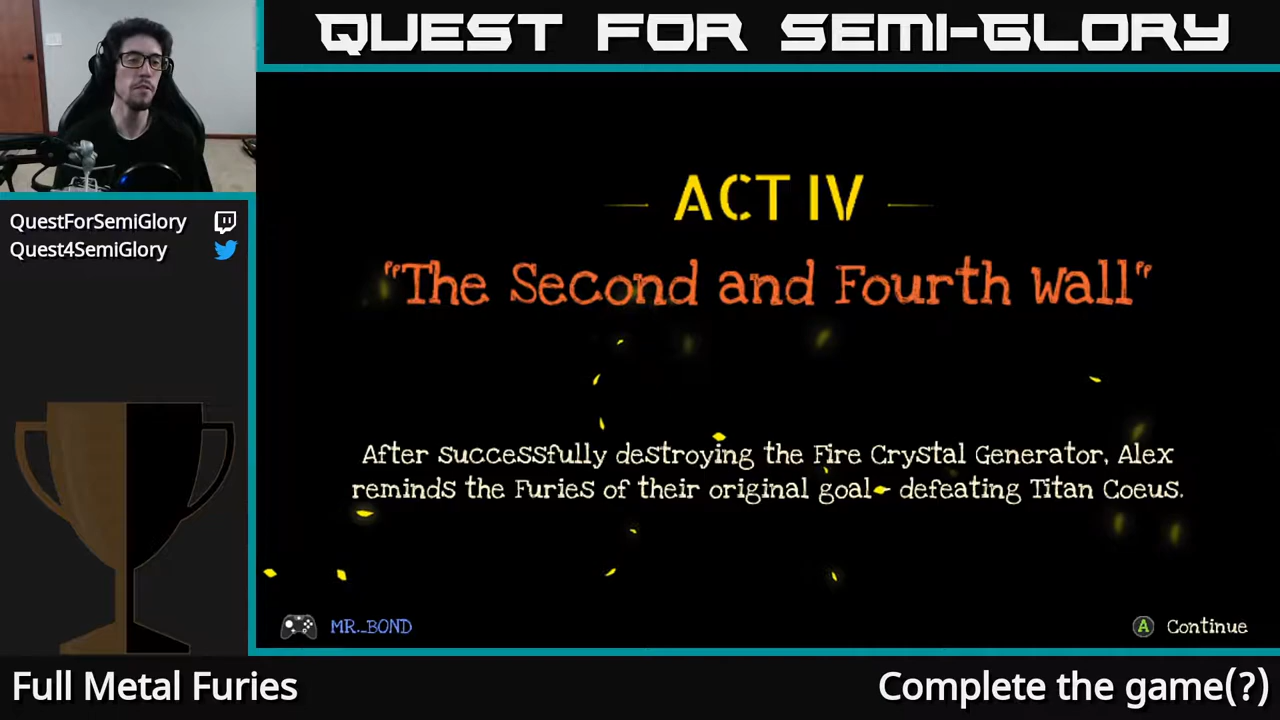 QUEST FOR SEMI-GLORY
QuestForSemiGlory
Quest4SemiGlory
ACT IV
"The Second and Fourth Wall"
After successfully destroying the Fire Crystal Generator, Alex
reminds the Furies of their original goal - defeating Titan Coeus.
MR._BOND
A Continue
Full Metal Furies
Complete the game(?)